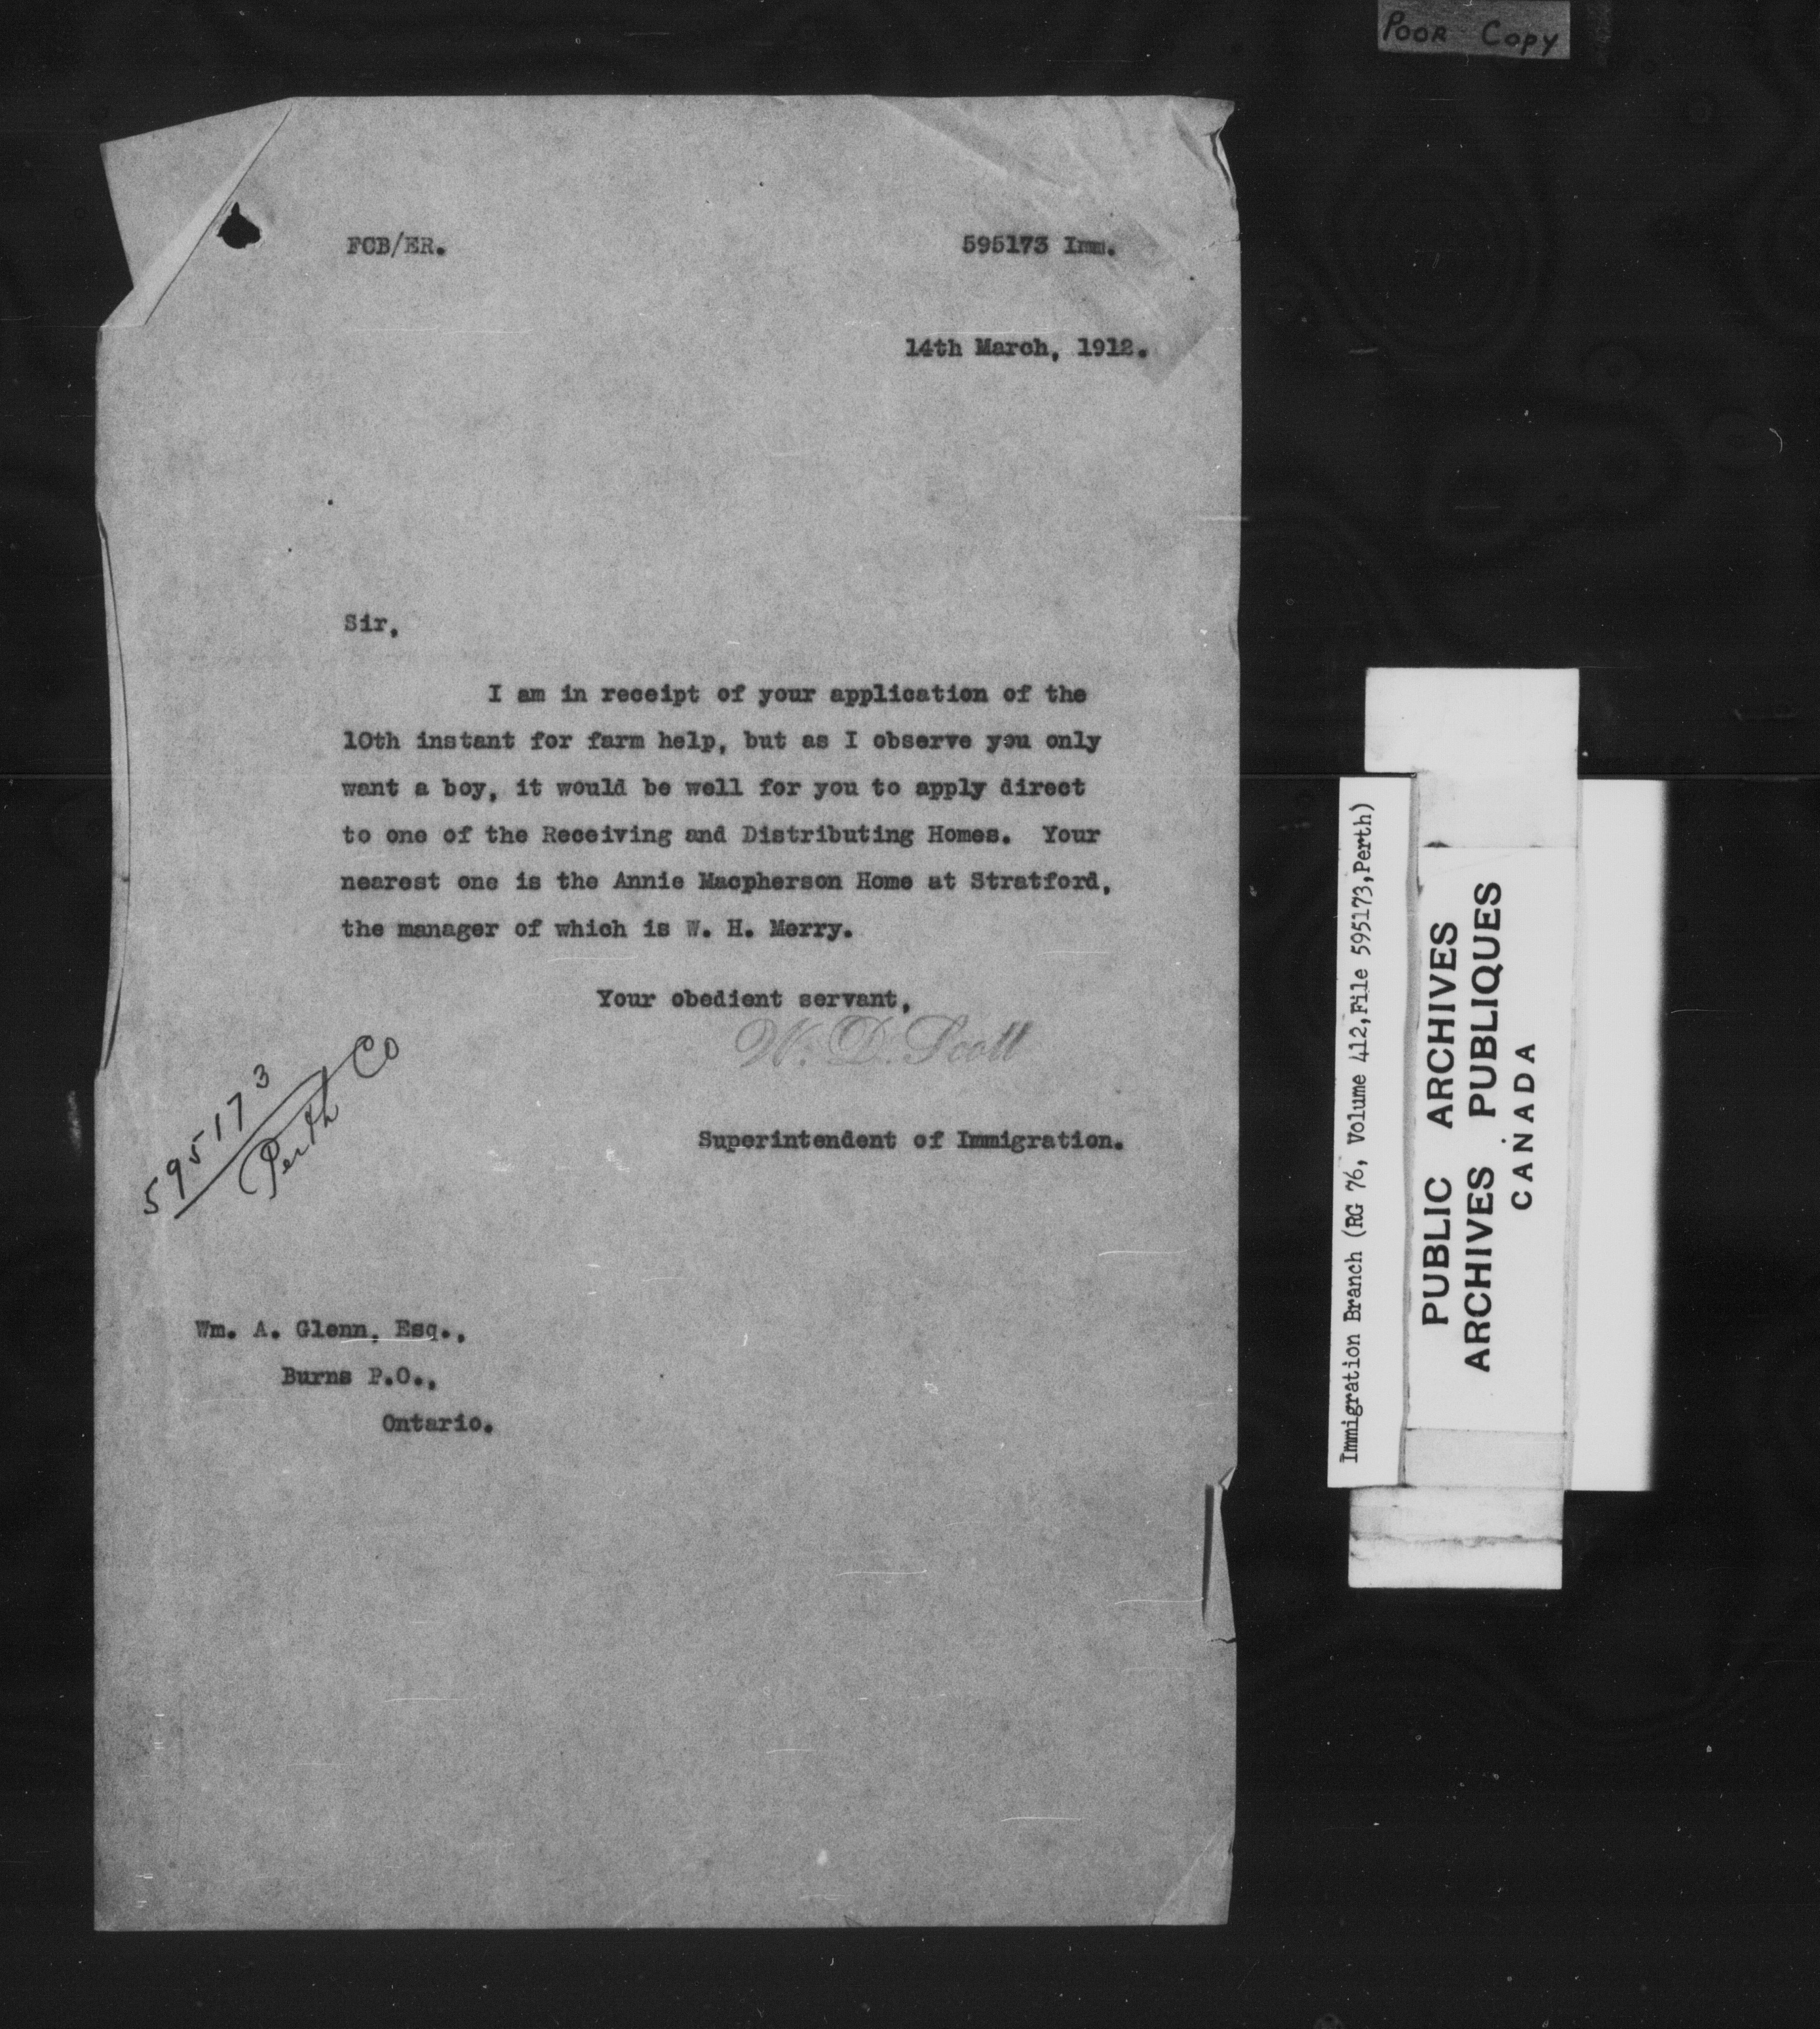 POOR COPY
FCB/ER.
595173 Imm.
14th March, 1912.
Sir,
I am in receipt of your application of the
10th instant for farm help, but as I observe you only
want a boy, it would be well for you to apply direct
to one of the Receiving and Distributing Homes. Your
nearest one is the Annie Macpherson Home at Stratford,
the manager of which is W. H. Merry.
Your obedient servant,
W. D. Scott
Superintendent of Immigration.
595173
Perth Co
Wm. A. Glenn, Esq.,
Burns P.O.,
Ontario.
Immigration Branch (RG 76, Volume 412, File 595173, Perth)
PUBLIC ARCHIVES
ARCHIVES PUBLIQUES
CANADA